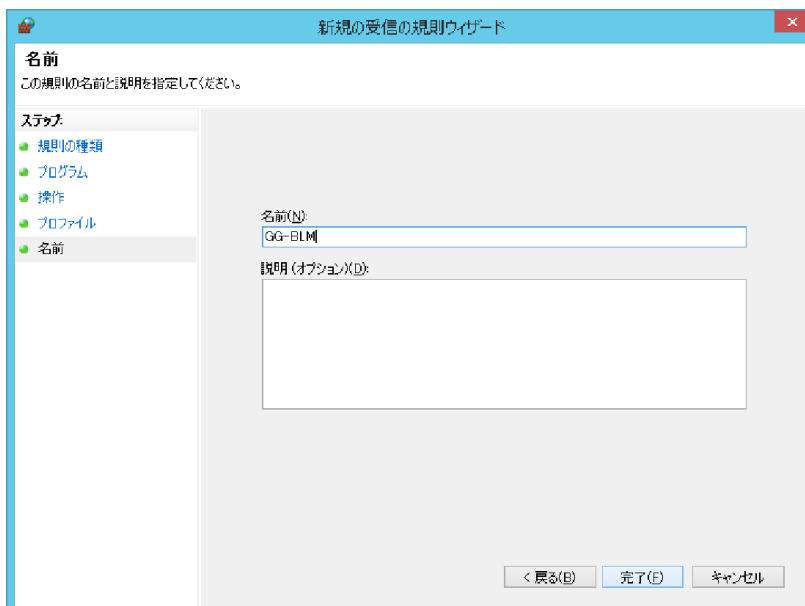 新規の受信の規則ウィザード
名前
この規則の名前と説明を指定してください。
ステップ:
規則の種類
プログラム
操作
プロファイル
名前
名前(N):
GG-BLM
説明 (オプション)(D):
< 戻る(B)
完了(F)
キャンセル